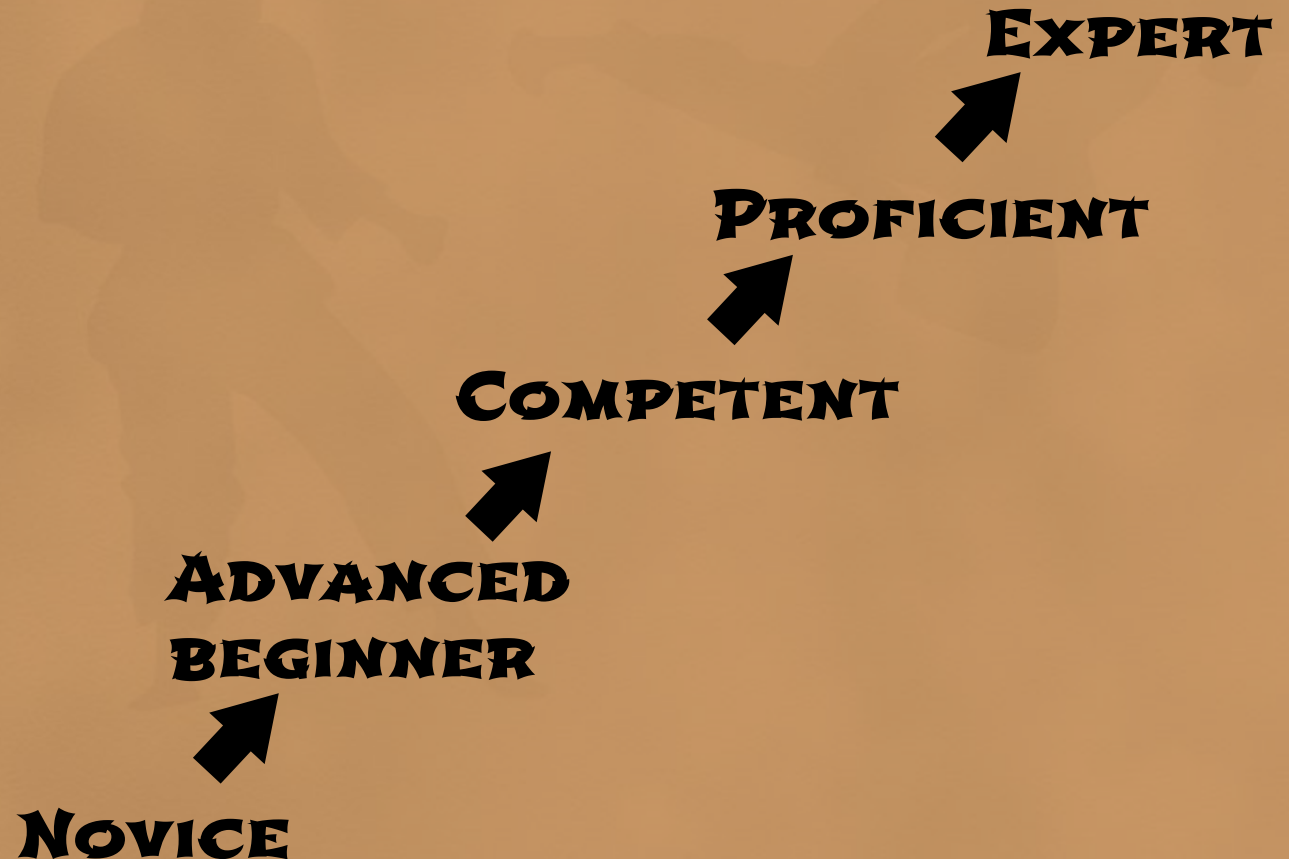 Expert
Proficient
Competent
Advanced
beginner
Novice